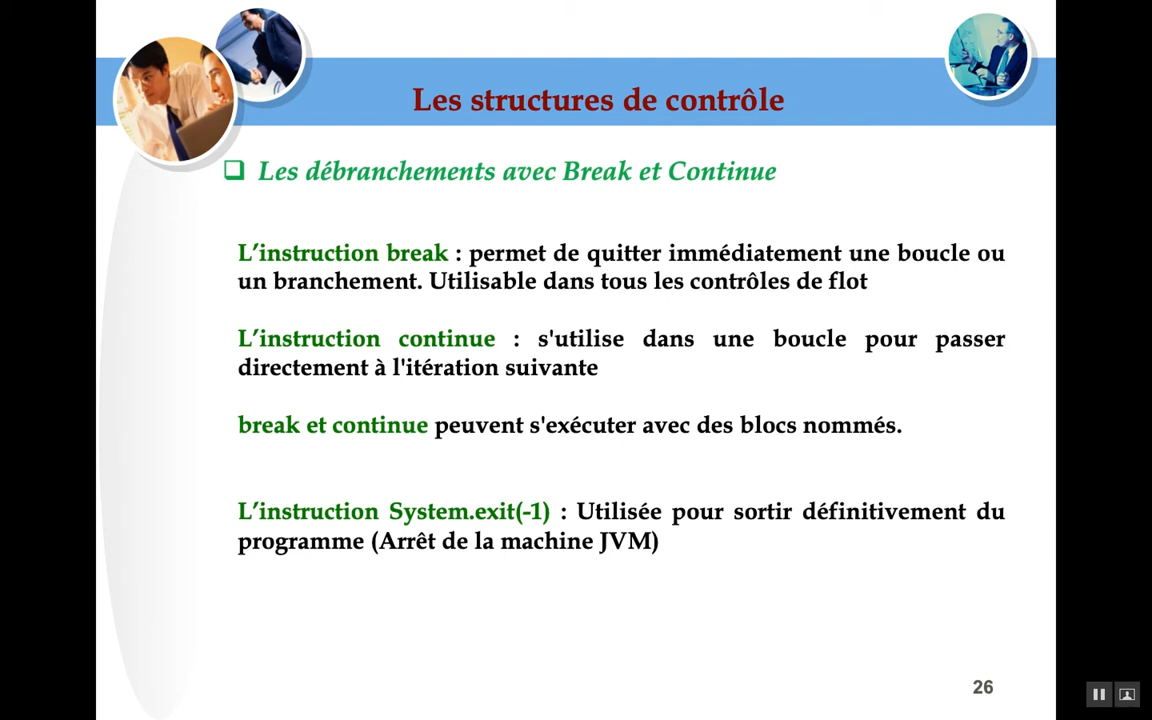 Les structures de contrôle
❑ Les débranchements avec Break et Continue
L’instruction break : permet de quitter immédiatement une boucle ou
un branchement. Utilisable dans tous les contrôles de flot
L’instruction continue : s'utilise dans une boucle pour passer
directement à l'itération suivante
break et continue peuvent s'exécuter avec des blocs nommés.
L’instruction System.exit(-1) : Utilisée pour sortir définitivement du
programme (Arrêt de la machine JVM)
26